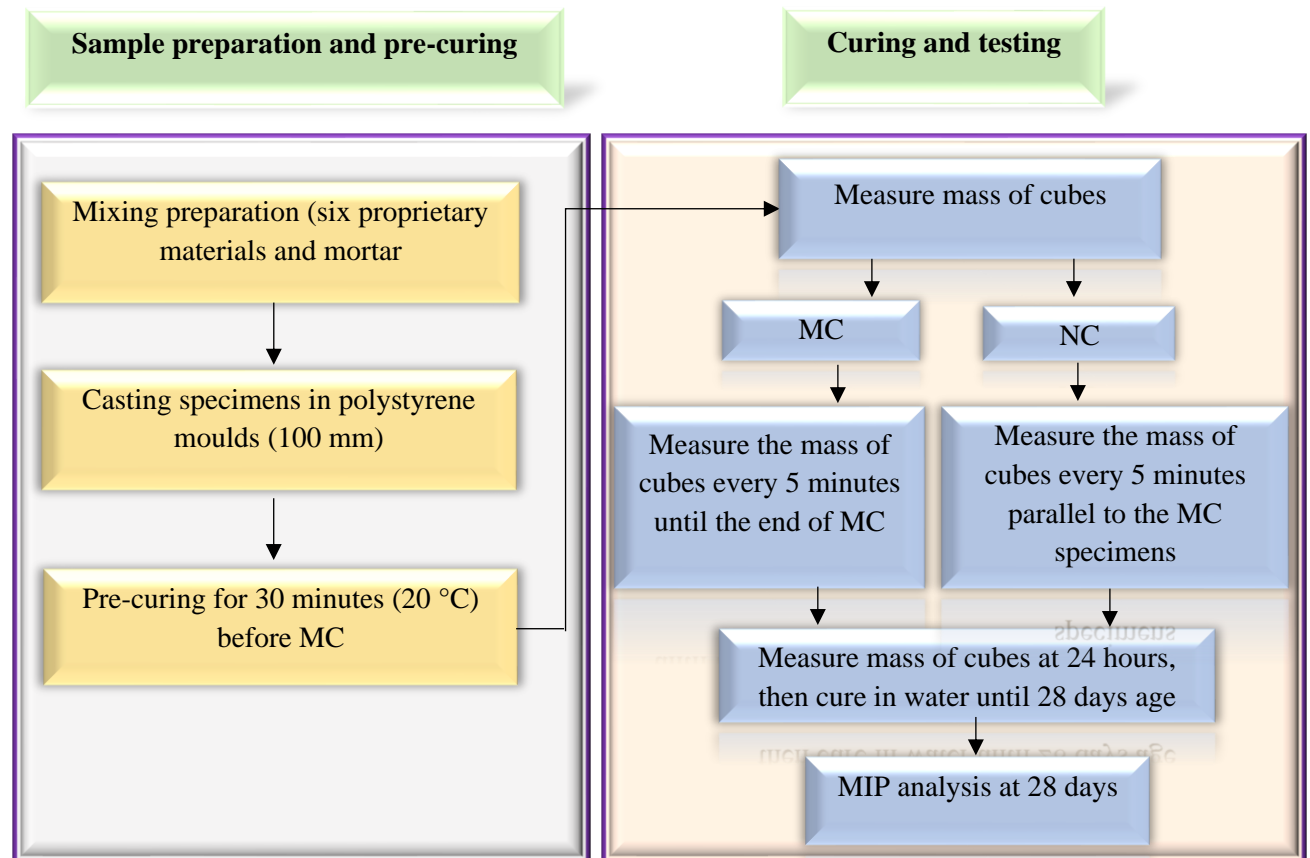 Sample preparation and pre-curing
Mixing preparation (six proprietary
materials and mortar
Casting specimens in polystyrene
moulds (100 mm)
Pre-curing for 30 minutes (20 °C)
before MC
Curing and testing
Measure mass of cubes
MC
NC
Measure the mass of
cubes every 5 minutes
until the end of MC
Measure the mass of
cubes every 5 minutes
parallel to the MC
specimens
Measure mass of cubes at 24 hours,
then cure in water until 28 days age
MIP analysis at 28 days